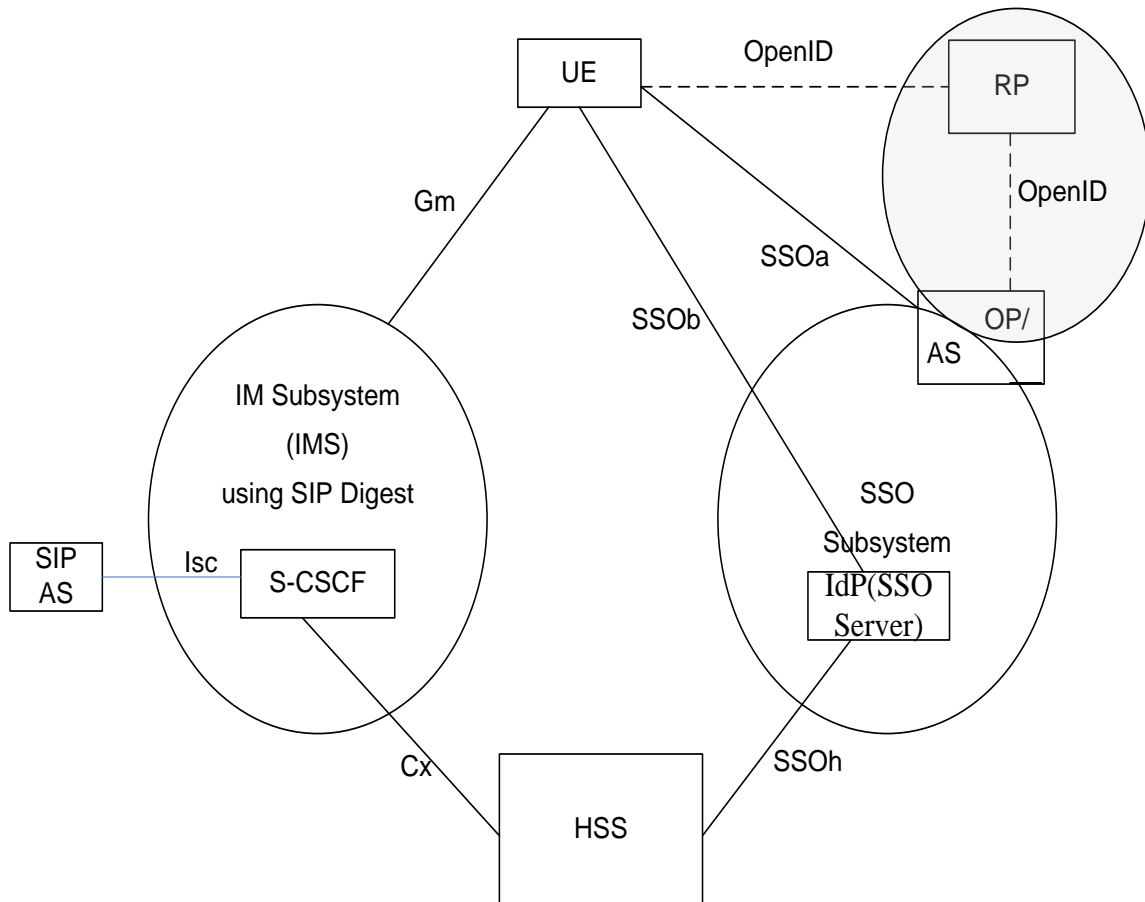 OpenID
UE
RP
OpenID
Gm
SSOa
SSOb
OP/
AS
IM Subsystem
(IMS)
using SIP Digest
SSO
Subsystem
SIP
AS
Isc
S-CSCF
IdP(SSO
Server)
Cx
SSOh
HSS